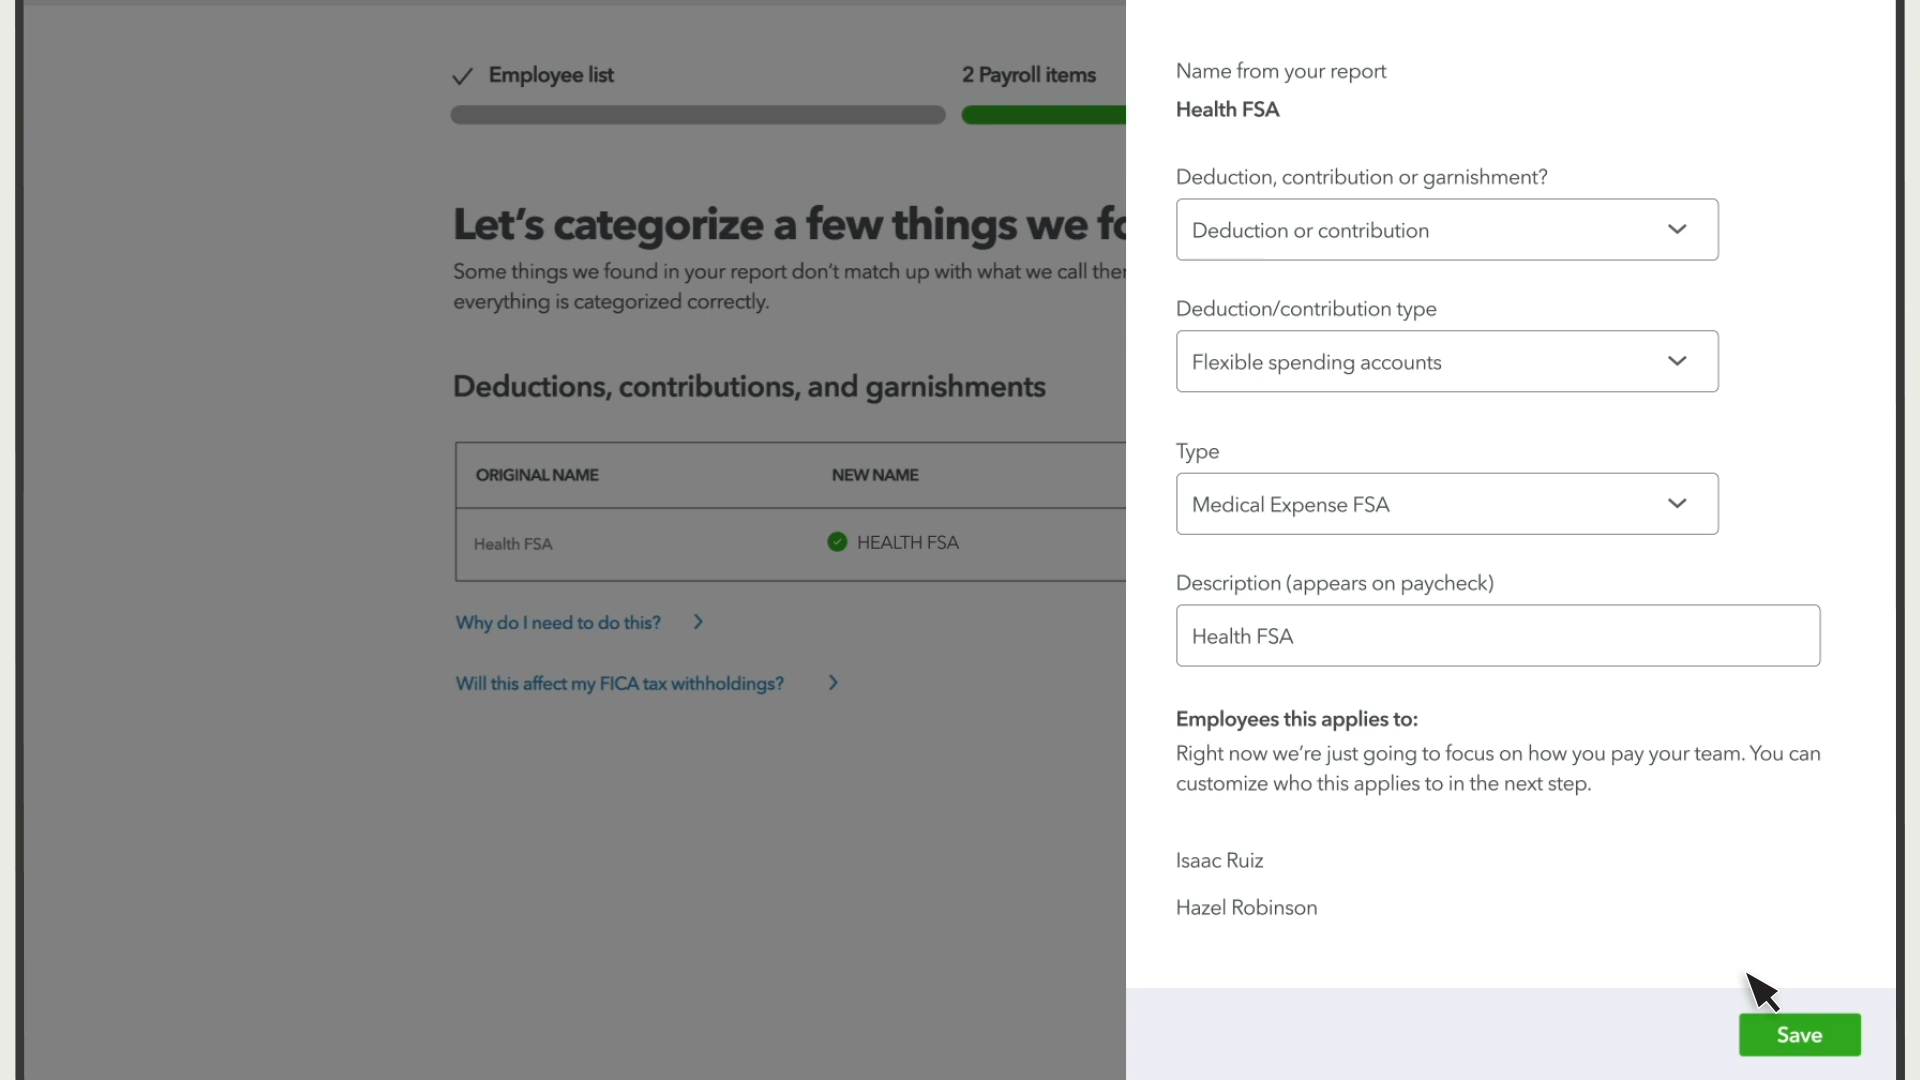 Employee list
2 Payroll items
Let's categorize a few things we fo
Some things we found in your report don't match up with what we call ther
everything is categorized correctly.
Deductions, contributions, and garnishments
ORIGINAL NAME
NEW NAME
Health FSA
HEALTH FSA
Why do I need to do this?
Will this affect my FICA tax withholdings?
Name from your report
Health FSA
Deduction, contribution or garnishment?
Deduction or contribution
Deduction/contribution type
Flexible spending accounts
Type
Medical Expense FSA
Description (appears on paycheck)
Health FSA
Employees this applies to:
Right now we're just going to focus on how you pay your team. You can
customize who this applies to in the next step.
Isaac Ruiz
Hazel Robinson
Save